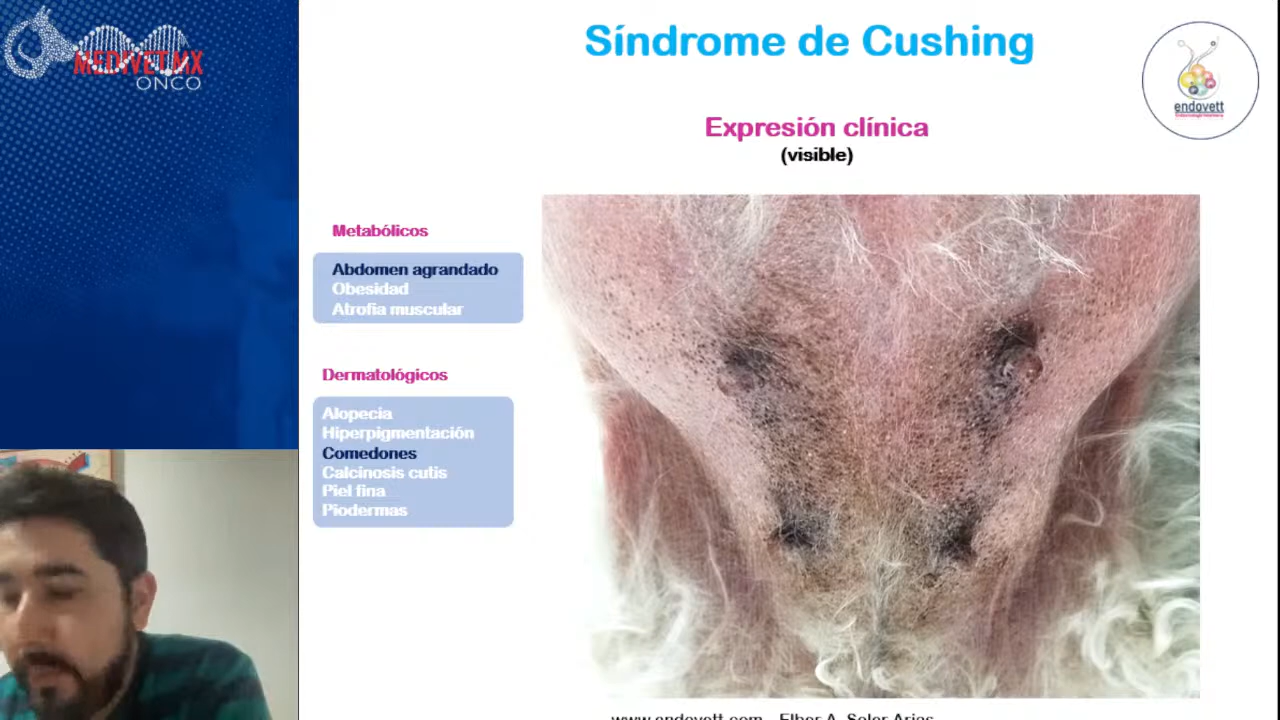 MEDIVET.MX
ONCO
Síndrome de Cushing
endovett
Expresión clínica
(visible)
Metabólicos
Abdomen agrandado
Obesidad
Atrofia muscular
Dermatológicos
Alopecia
Hiperpigmentación
Comedones
Calcinosis cutis
Piel fina
Piodermas
www.endovett.com - Elber A. Soler Arias